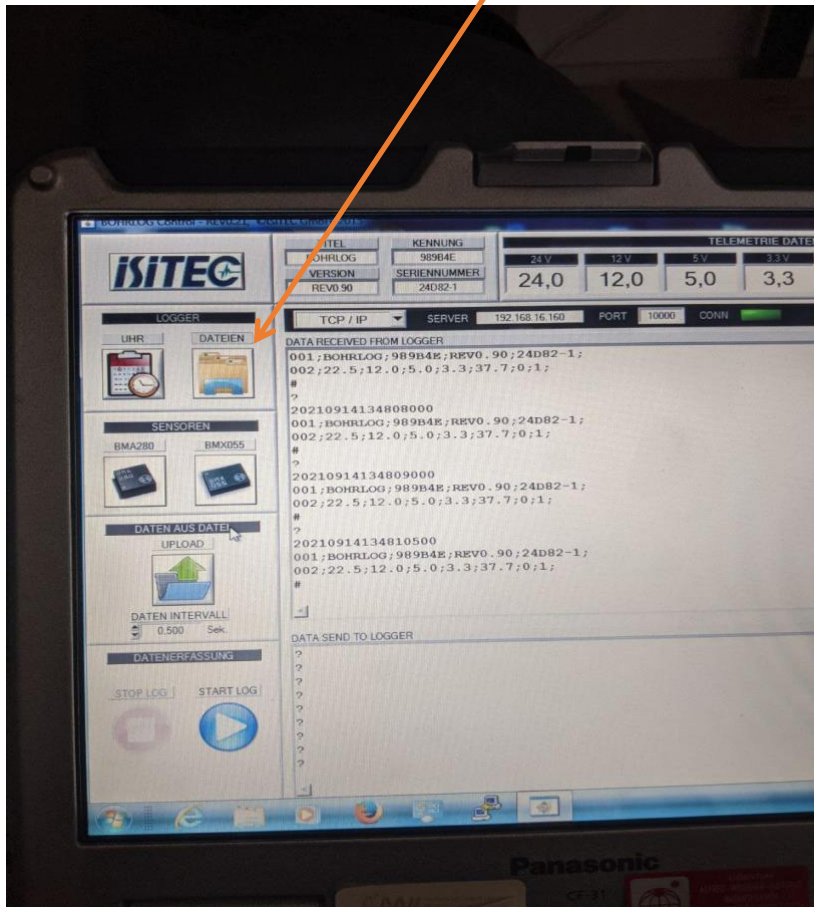 BOHRLOG Control - REV0.21,
iSiTEC
TITEL
BOHRLOG
KENNUNG
989B4E
VERSION
REV0.90
SERIENNUMMER
24D82-1
TELEMETRIE DATE
24 V
12 V
5 V
3,3 V
24,0
12,0
5,0
3,3
LOGGER
UHR
DATEIEN
TCP / IP
SERVER
192.168.16.160
PORT
10000
CONN
DATA RECEIVED FROM LOGGER
001;BOHRLOG;989B4E;REV0.90;24D82-1;
002;22.5;12.0;5.0;3.3;37.7;0;1;
#
?
20210914134808000
001;BOHRLOG;989B4E;REV0.90;24D82-1;
002;22.5;12.0;5.0;3.3;37.7;0;1;
#
?
20210914134809000
001;BOHRLOG;989B4E;REV0.90;24D82-1;
002;22.5;12.0;5.0;3.3;37.7;0;1;
#
?
20210914134810500
001;BOHRLOG;989B4E;REV0.90;24D82-1;
002;22.5;12.0;5.0;3.3;37.7;0;1;
#
SENSOREN
BMA280
BMX055
DATEN AUS DATEI
UPLOAD
DATEN INTERVALL
0.500 Sek.
DATENERFASSUNG
STOP LOG
START LOG
DATA SEND TO LOGGER
?
?
?
?
?
?
?
?
?
Panasonic
CF-31